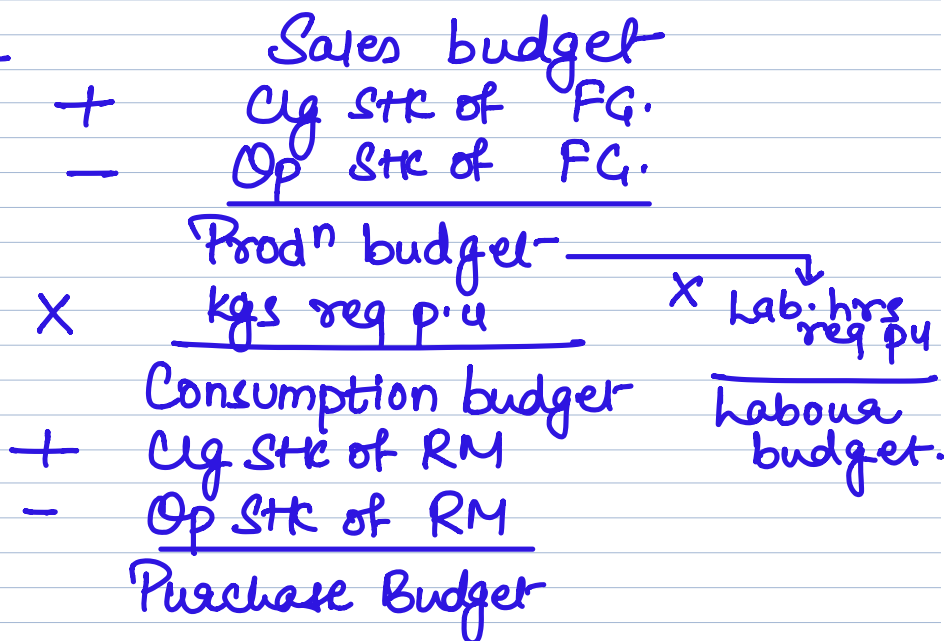 Sales budget
+ Clg Stk of FG.
- Op Stk of FG.
Prodⁿ budget
X kgs req p.u
X Lab. hrs
req pu
Consumption budget
Labour
budget.
+ Clg Stk of RM
- Op Stk of RM
Purchase Budget